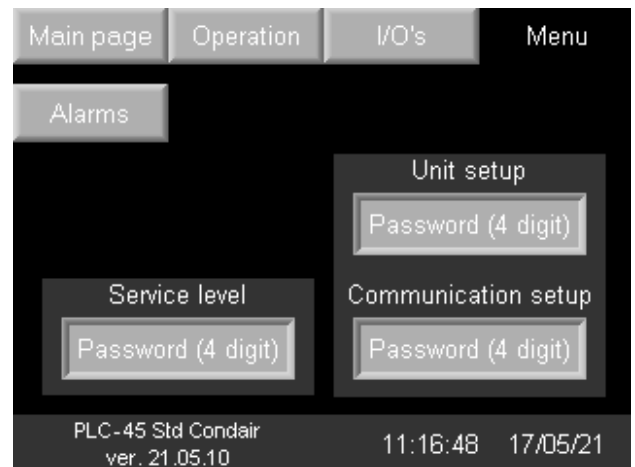 Main page Operation I/O's Menu
Alarms
Unit setup
Password (4 digit)
Service level Communication setup
Password (4 digit) Password (4 digit)
PLC-45 Std Condair
ver. 21.05.10 11:16:48 17/05/21